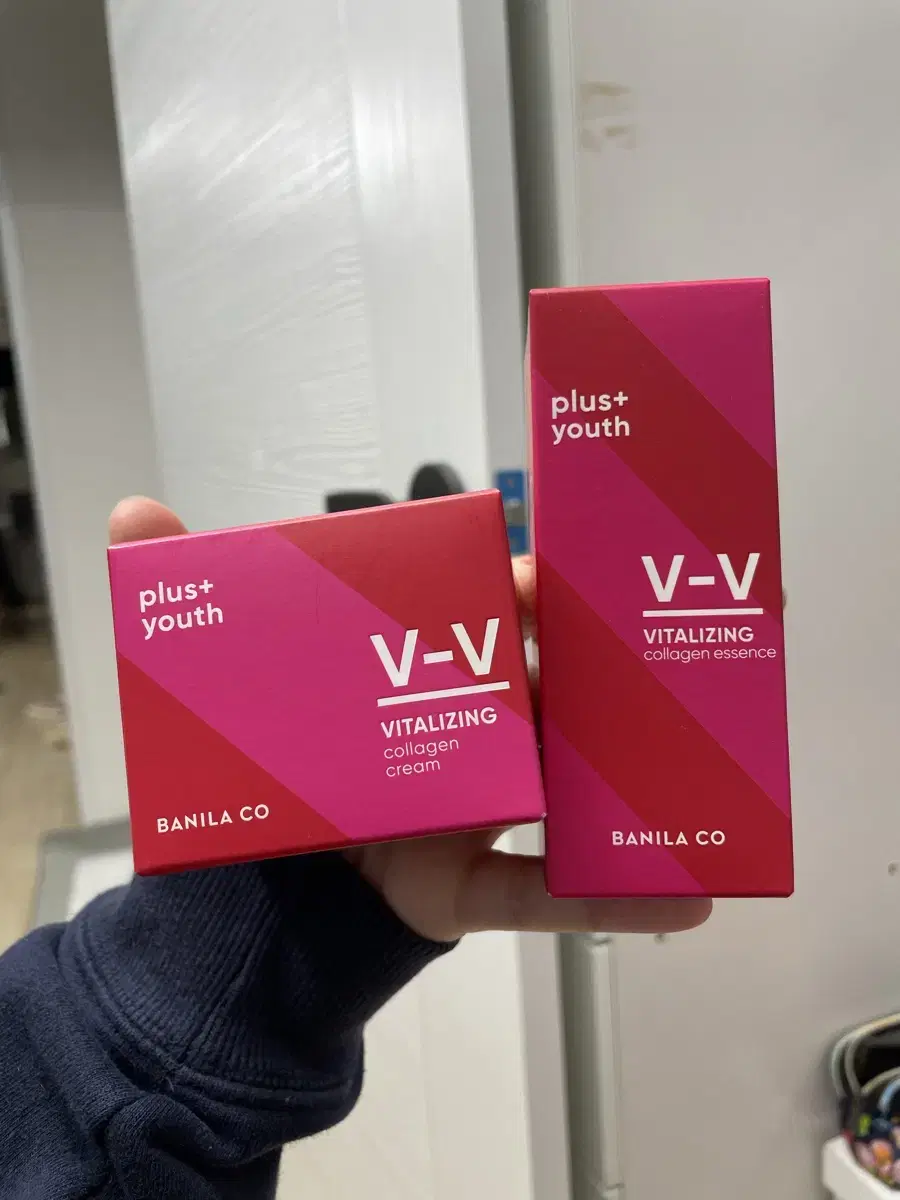 plus+
youth
V-V
VITALIZING
collagen
cream
BANILA CO
plus+
youth
V-V
VITALIZING
collagen essence
BANILA CO